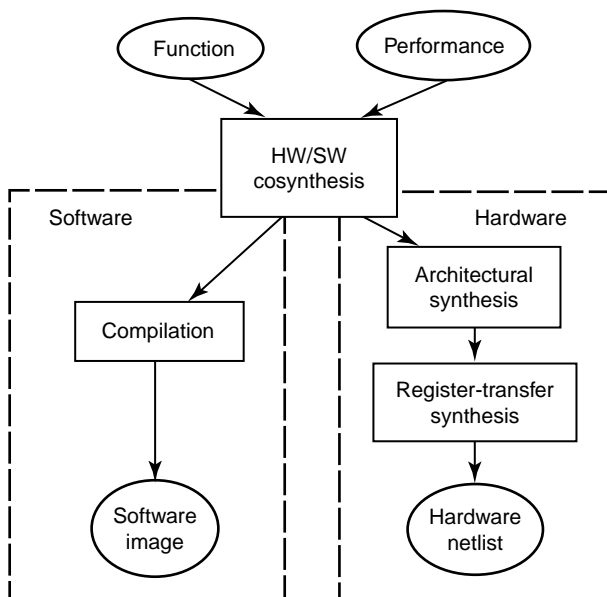 Function
Performance
HW/SW
cosynthesis
Software
Hardware
Compilation
Architectural
synthesis
Register-transfer
synthesis
Software
image
Hardware
netlist